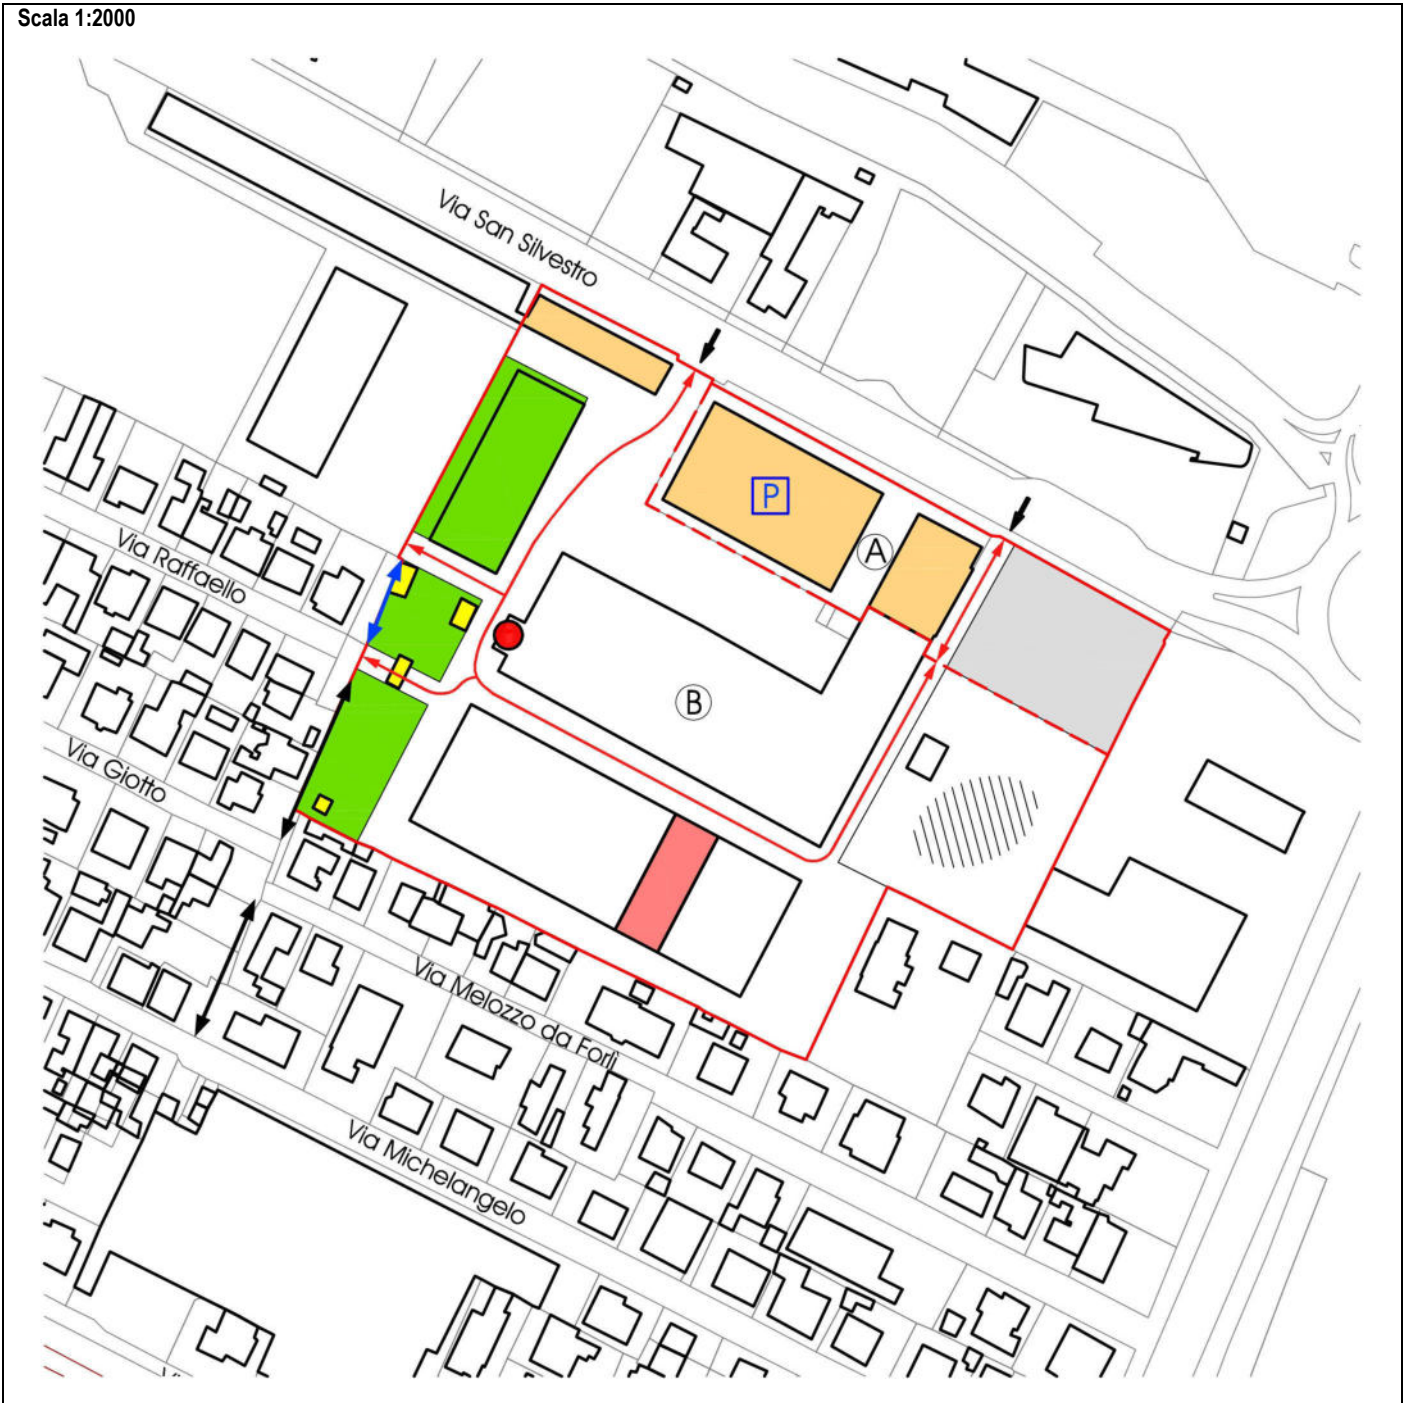 Scala 1:2000
Via San Silvestro
P
A
Via Raffaello
B
Via Giotto
Via Melozzo da Forlì
Via Michelangelo